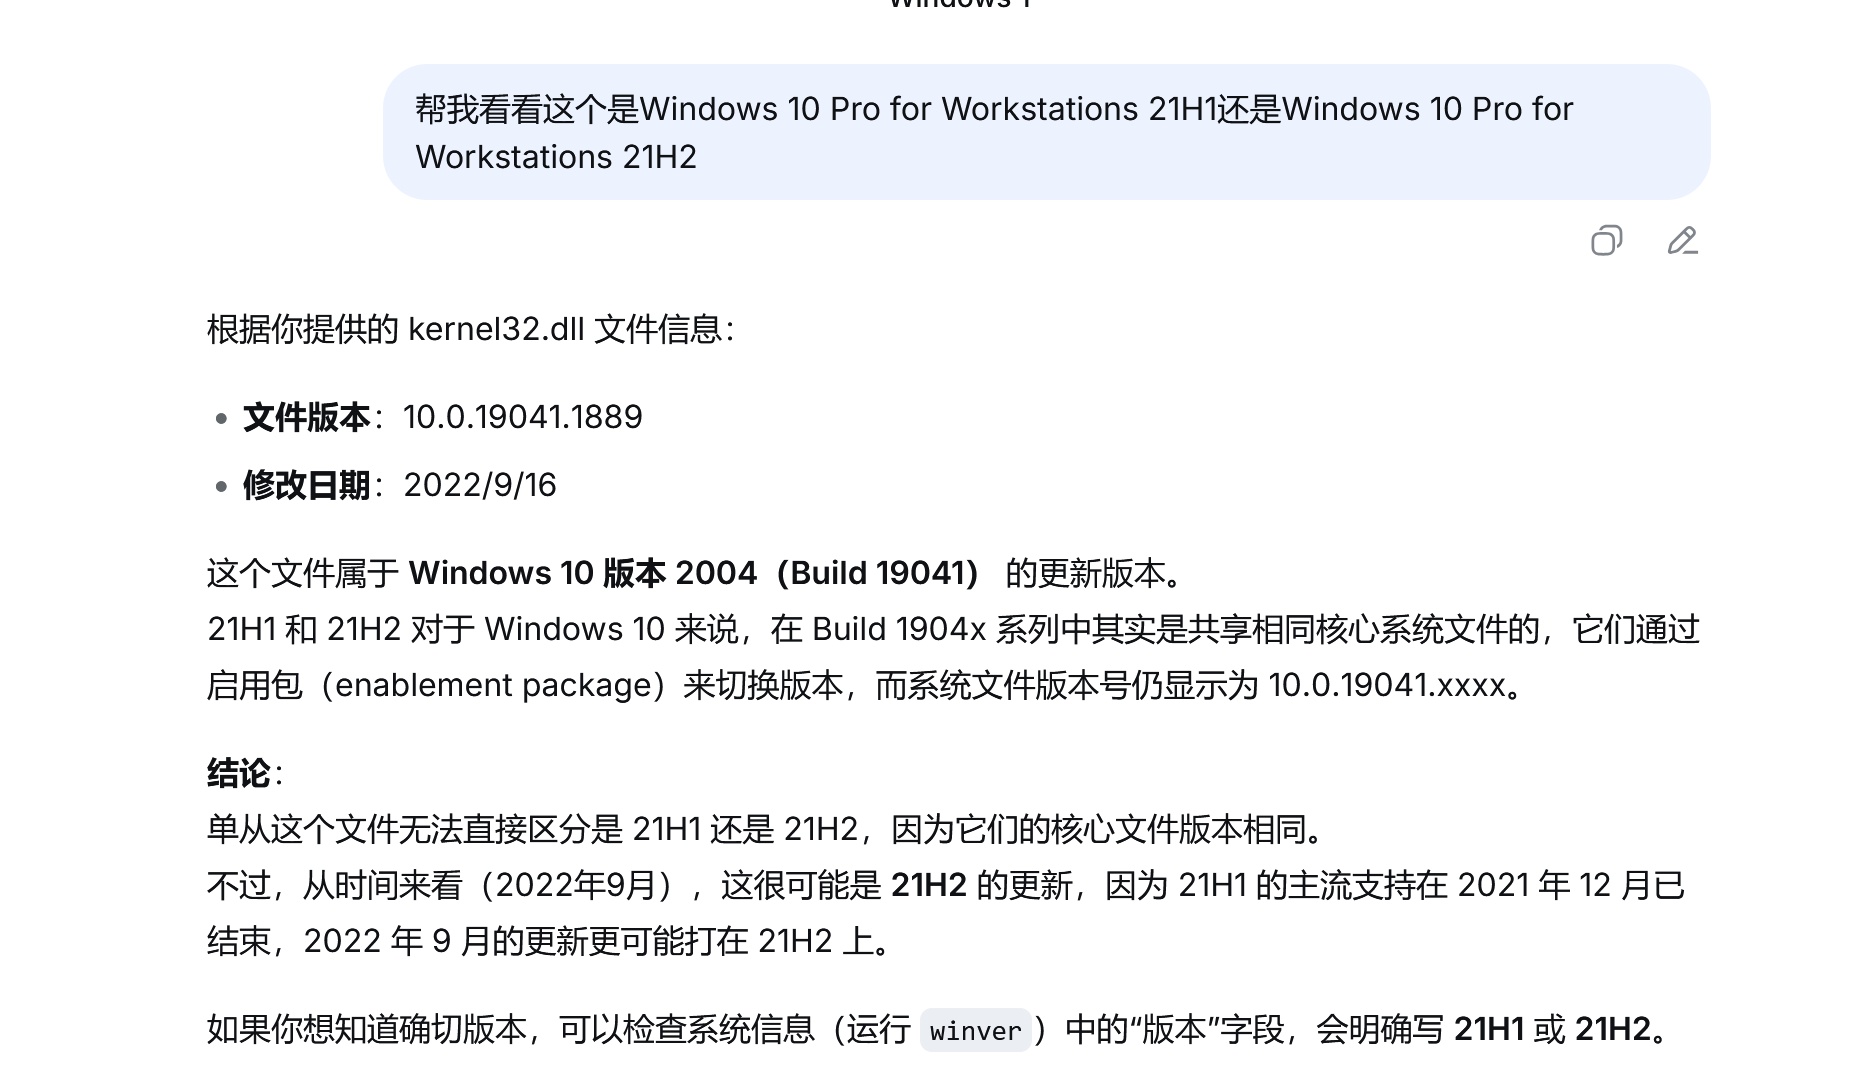 帮我看看这个是Windows 10 Pro for Workstations 21H1还是Windows 10 Pro for
Workstations 21H2
根据你提供的 kernel32.dll 文件信息：
• 文件版本：10.0.19041.1889
• 修改日期：2022/9/16
这个文件属于 Windows 10 版本 2004（Build 19041） 的更新版本。
21H1 和 21H2 对于 Windows 10 来说，在 Build 1904x 系列中其实是共享相同核心系统文件的，它们通过
启用包（enablement package）来切换版本，而系统文件版本号仍显示为 10.0.19041.xxxx。
结论：
单从这个文件无法直接区分是 21H1 还是 21H2，因为它们的核心文件版本相同。
不过，从时间来看（2022年9月），这很可能是 21H2 的更新，因为 21H1 的主流支持在 2021 年 12 月已
结束，2022 年 9 月的更新更可能打在 21H2 上。
如果你想知道确切版本，可以检查系统信息（运行 winver）中的“版本”字段，会明确写 21H1 或 21H2。